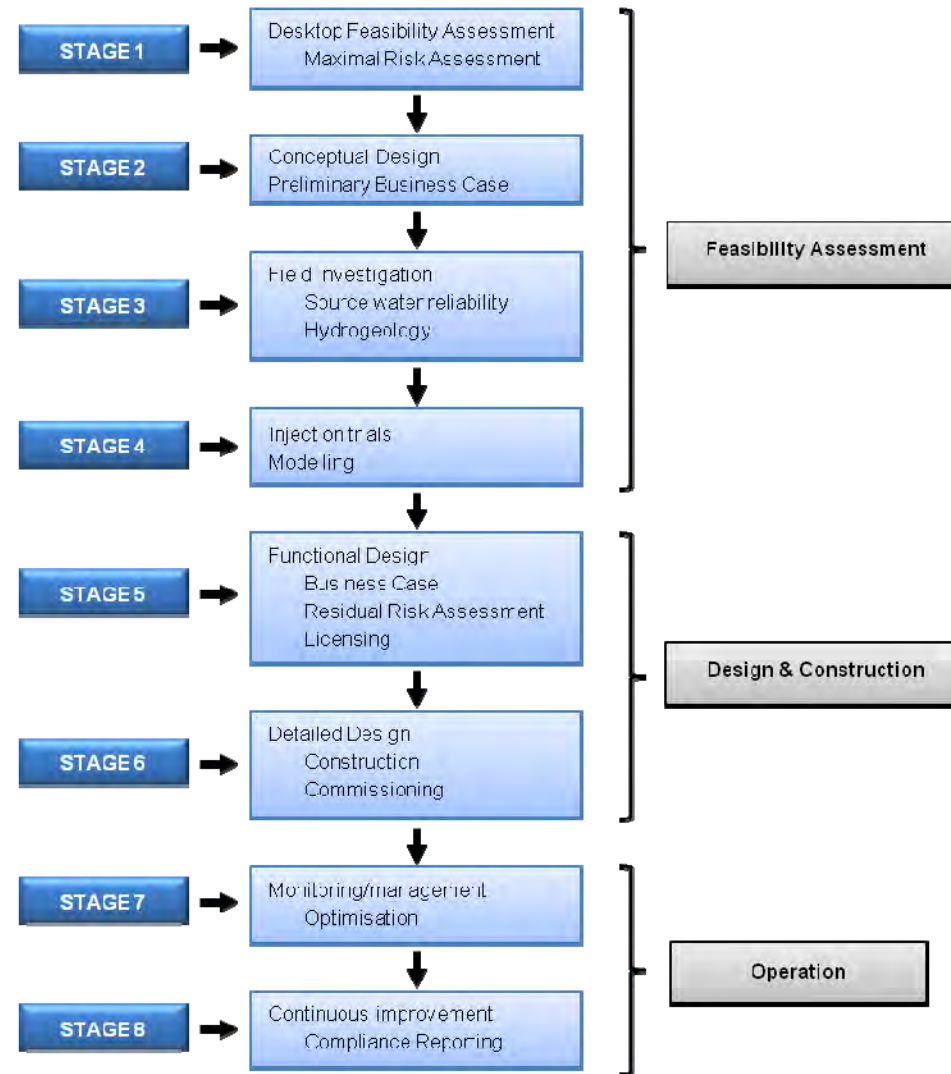 STAGE 1
Desktop Feasibility Assessment
Maximal Risk Assessment
STAGE 2
Conceptual Design
Preliminary Business Case
Feasibility Assessment
STAGE 3
Field Investigation
Source water reliability
Hydrogeology
STAGE 4
Injection trials
Modelling
STAGE 5
Functional Design
Business Case
Residual Risk Assessment
Licensing
Design & Construction
STAGE 6
Detailed Design
Construction
Commissioning
STAGE 7
Monitoring/management
Optimisation
Operation
STAGE 8
Continuous improvement
Compliance Reporting